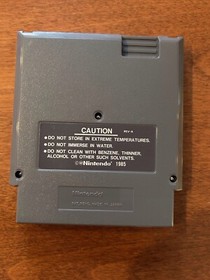 CAUTION REV-A
• DO NOT STORE IN EXTREME TEMPERATURES.
• DO NOT IMMERSE IN WATER.
• DO NOT CLEAN WITH BENZENE, THINNER,
ALCOHOL OR OTHER SUCH SOLVENTS.
©®Nintendo 1985
Nintendo